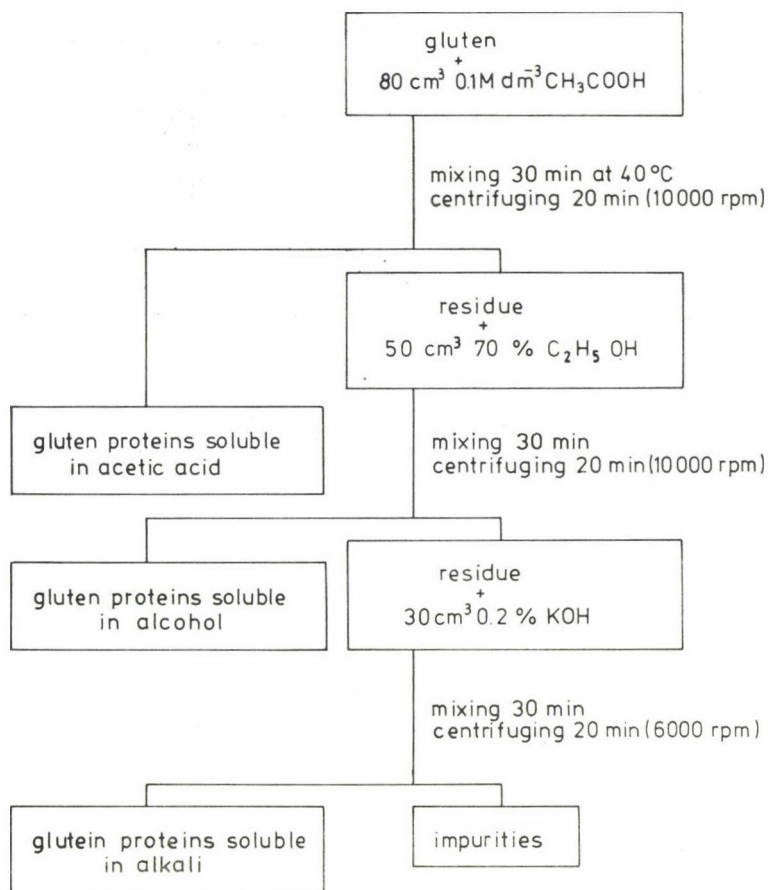 gluten
+
80 cm³ 0.1M dm⁻³ CH₃COOH
mixing 30 min at 40°C
centrifuging 20 min (10000 rpm)
residue
+
50 cm³ 70 % C₂H₅ OH
gluten proteins soluble
in acetic acid
mixing 30 min
centrifuging 20 min (10000 rpm)
gluten proteins soluble
in alcohol
residue
+
30 cm³ 0.2 % KOH
mixing 30 min
centrifuging 20 min (6000 rpm)
glutein proteins soluble
in alkali
impurities